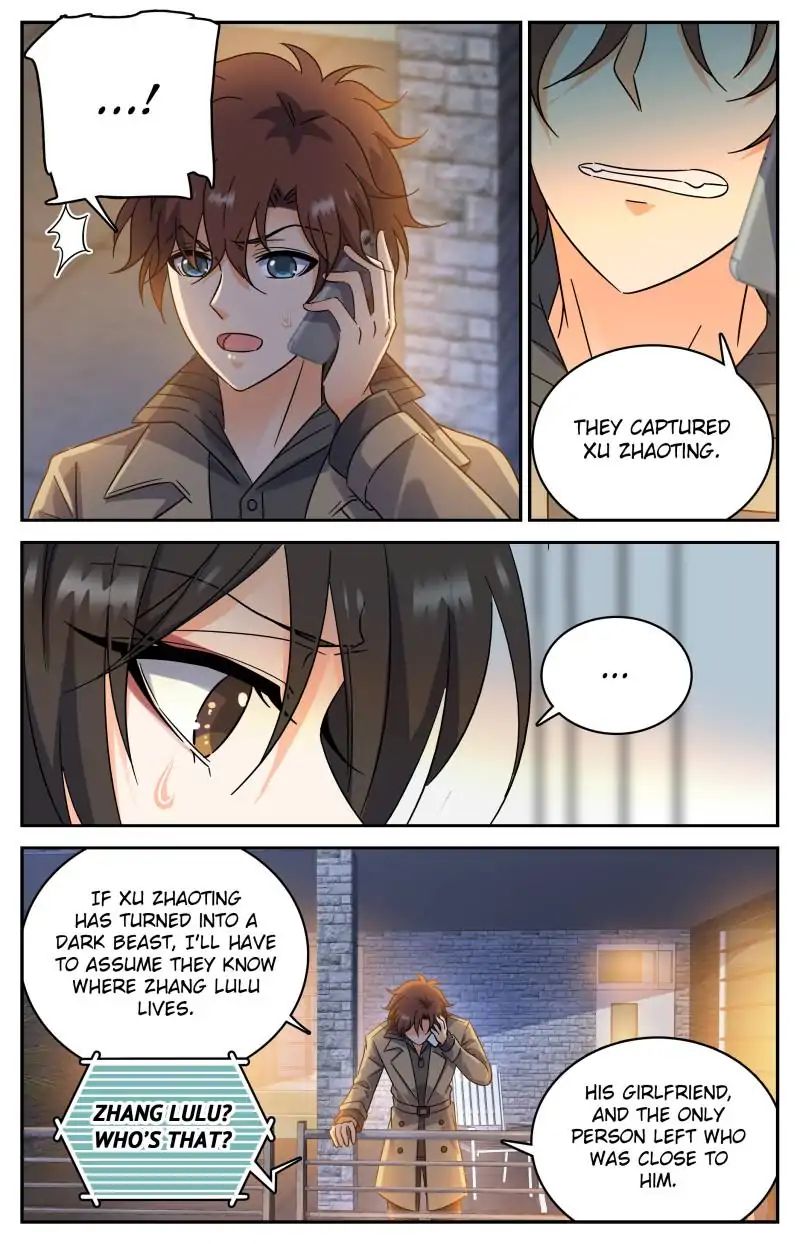 ...!
THEY CAPTURED
XU ZHAOTING.
...
IF XU ZHAOTING
HAS TURNED INTO A
DARK BEAST, I'LL HAVE
TO ASSUME THEY KNOW
WHERE ZHANG LULU
LIVES.
ZHANG LULU?
WHO'S THAT?
HIS GIRLFRIEND,
AND THE ONLY
PERSON LEFT WHO
WAS CLOSE TO
HIM.